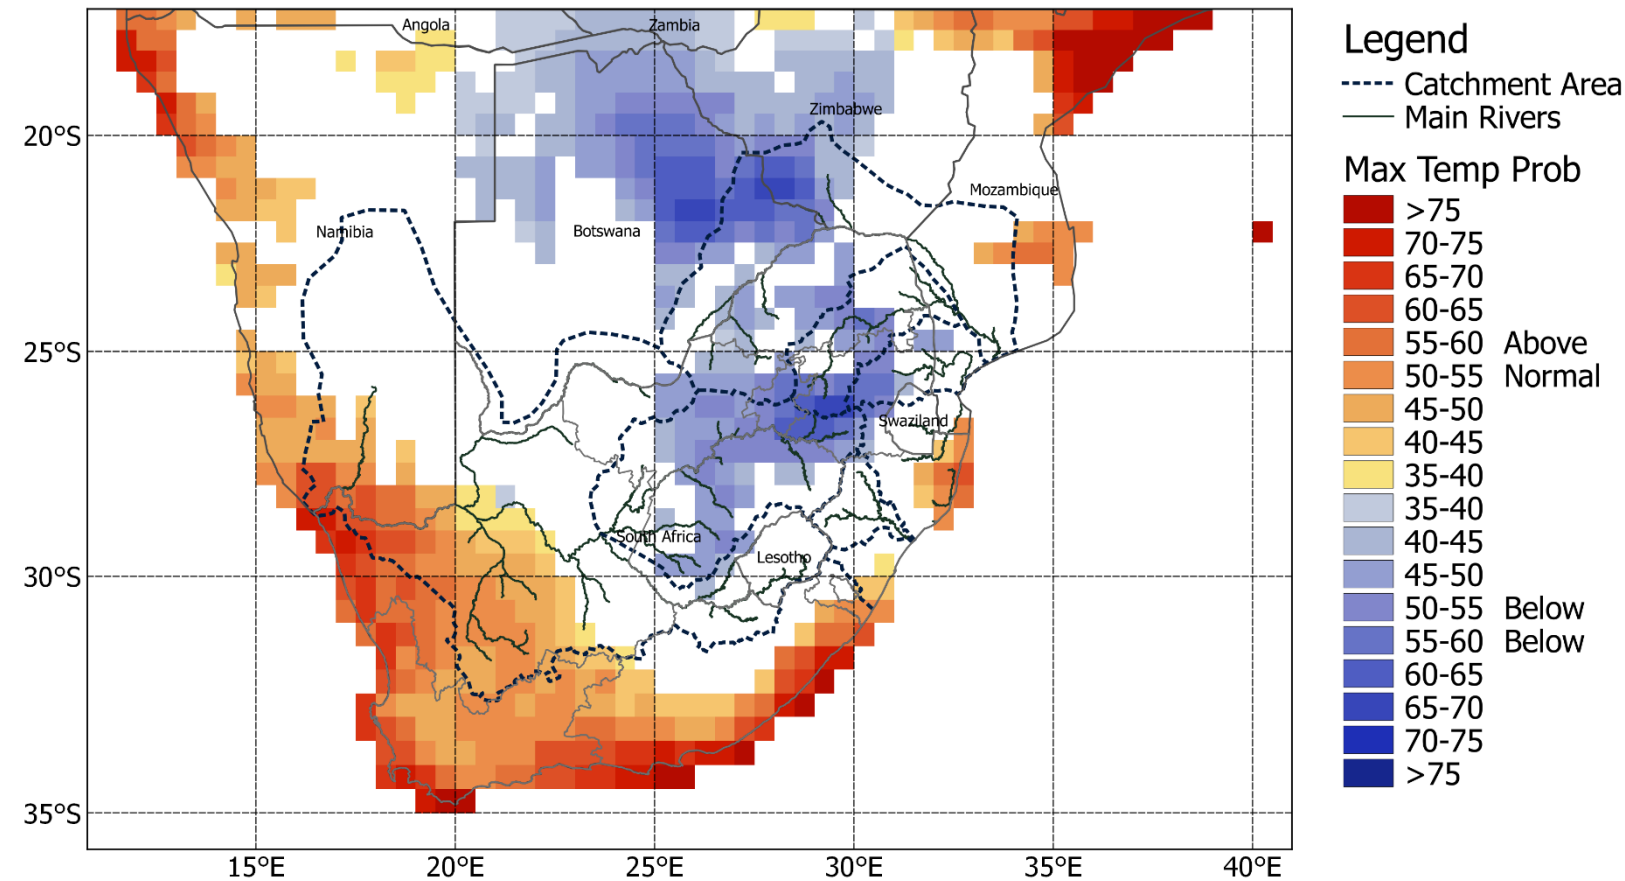 Angola
Zambia
Zimbabwe
Mozambique
Namibia
Botswana
Swaziland
South Africa
Lesotho
20°S
25°S
30°S
35°S
15°E
20°E
25°E
30°E
35°E
40°E
Legend
Catchment Area
Main Rivers
Max Temp Prob
>75
70-75
65-70
60-65
55-60 Above
50-55 Normal
45-50
40-45
35-40
35-40
40-45
45-50
50-55 Below
55-60 Below
60-65
65-70
70-75
>75